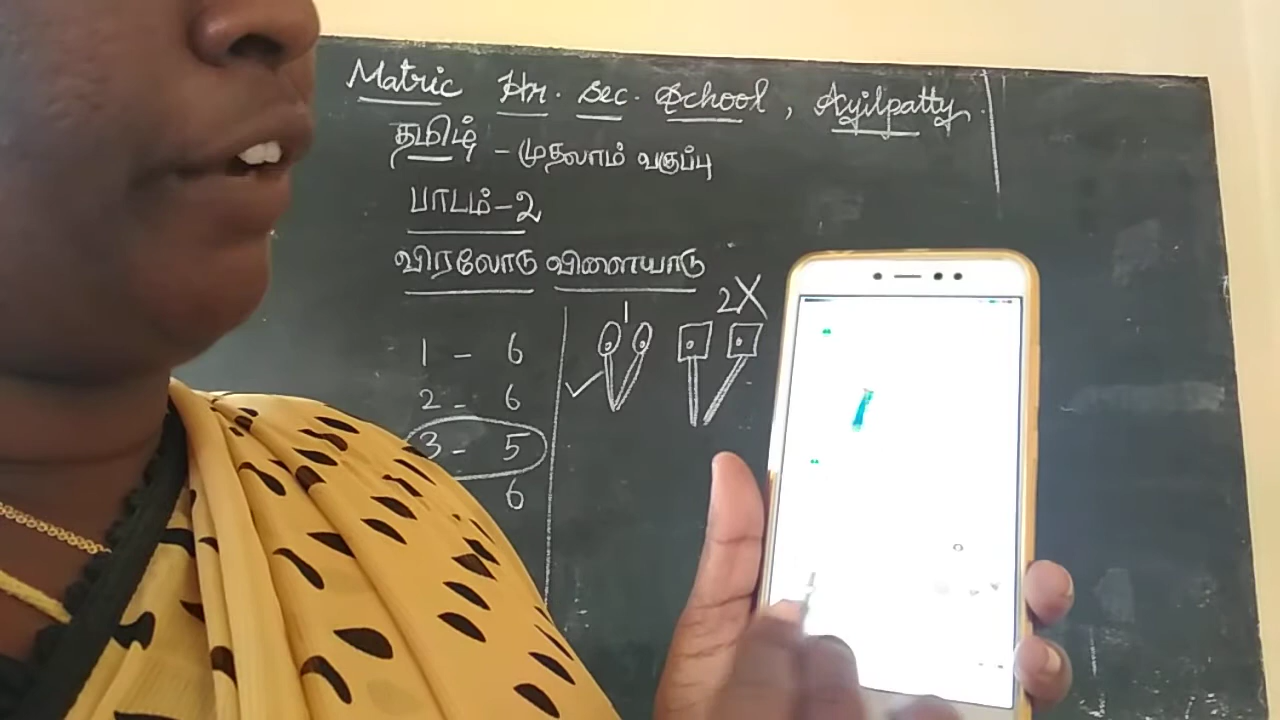 Matric Hr. Sec. School, Ayilpatty.
தமிழ் - முதலாம் வகுப்பு
பாடம்-2
விரலோடு விளையாடு
1 - 6
2 - 6
3 - 5
6
1
2X